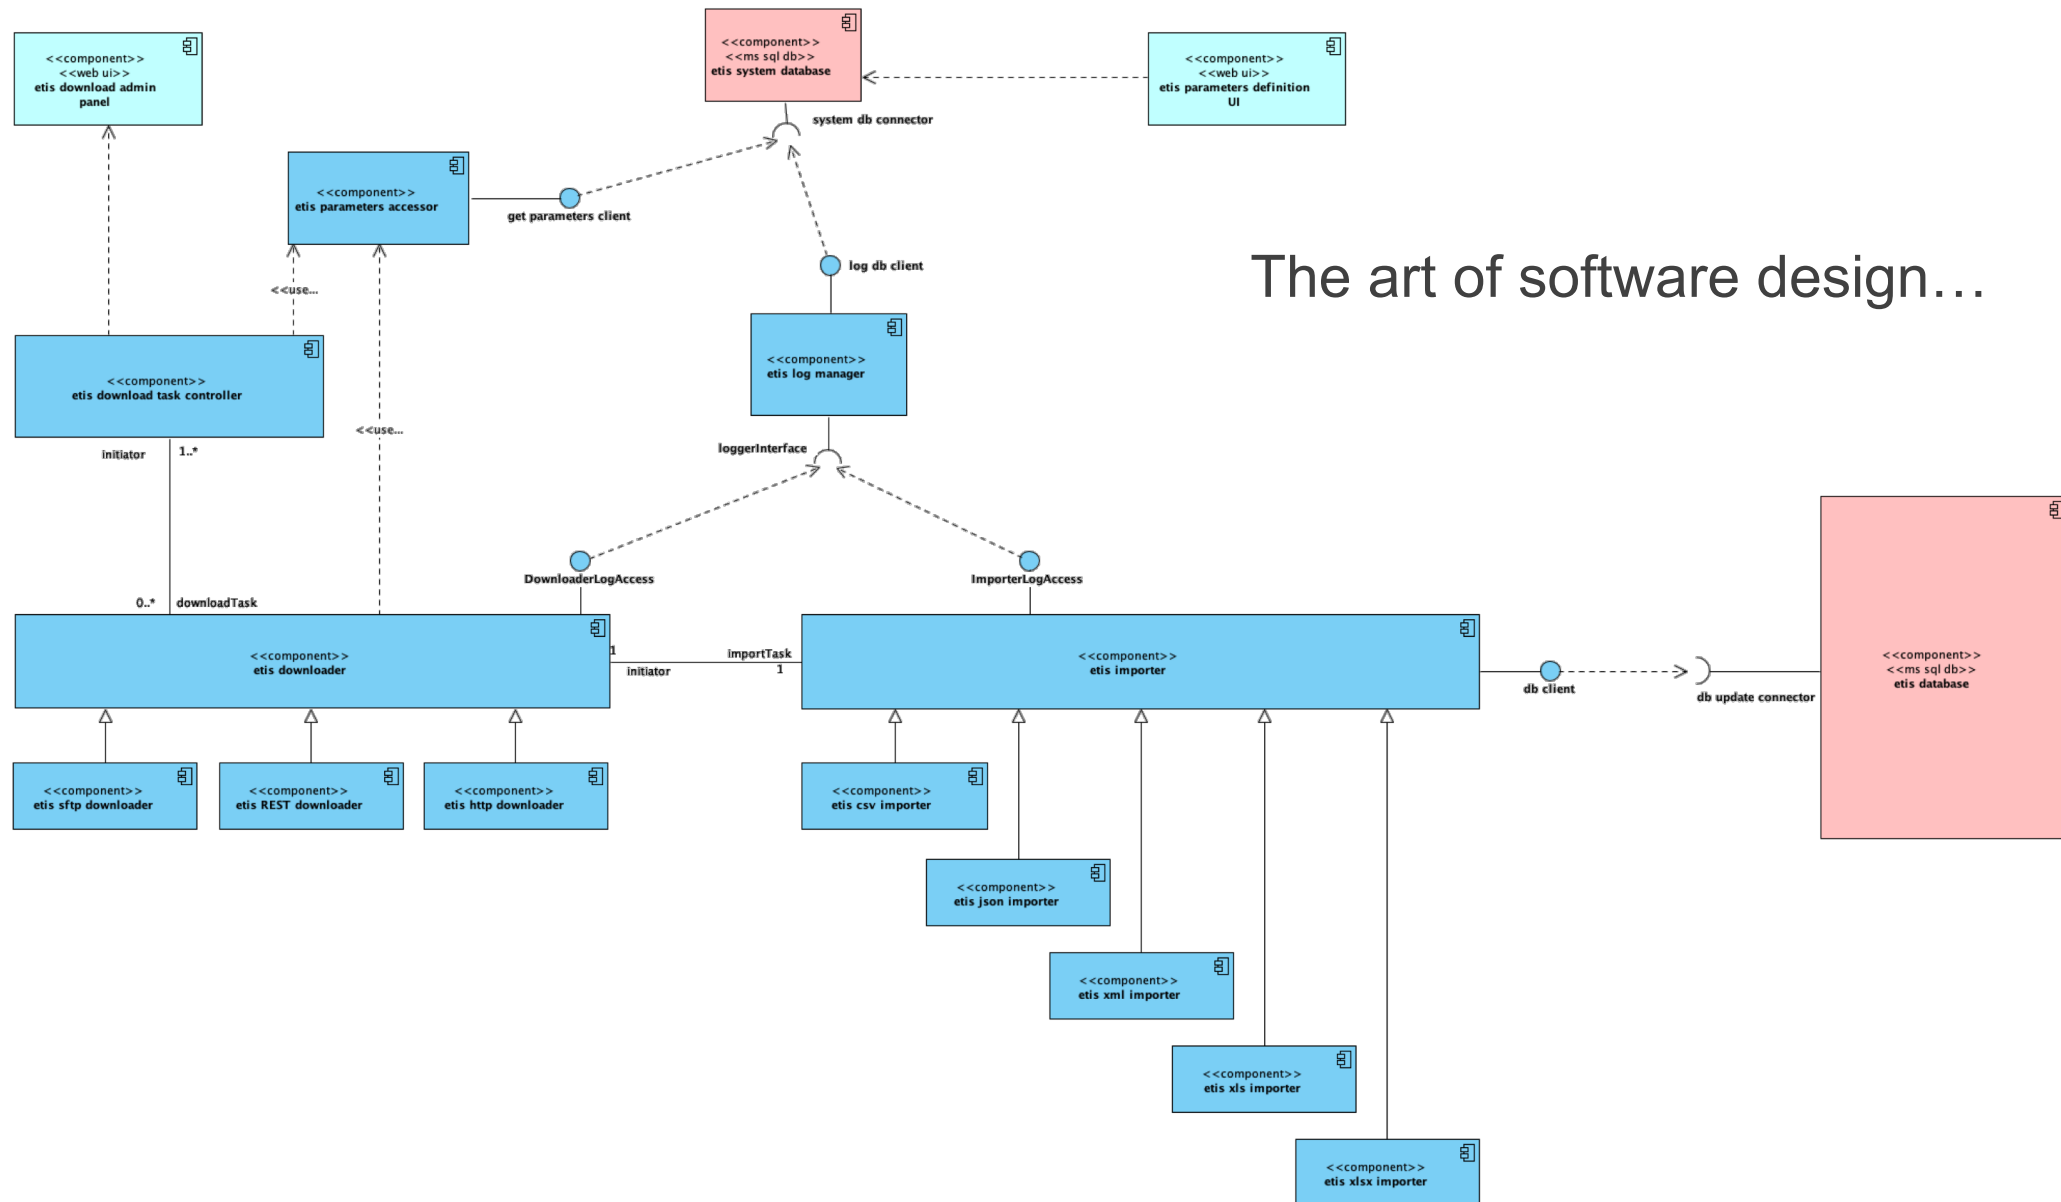 <<component>>
<<web ui>>
etis download admin
panel
<<component>>
<<ms sql db>>
etis system database
<<component>>
<<web ui>>
etis parameters definition
UI
system db connector
<<component>>
etis parameters accessor
get parameters client
log db client
The art of software design…
<<use...
<<component>>
etis download task controller
<<component>>
etis log manager
<<use...
initiator
1..*
loggerInterface
DownloaderLogAccess
ImporterLogAccess
0..*
downloadTask
<<component>>
etis downloader
1
initiator
importTask
1
<<component>>
etis importer
db client
db update connector
<<component>>
<<ms sql db>>
etis database
<<component>>
etis sftp downloader
<<component>>
etis REST downloader
<<component>>
etis http downloader
<<component>>
etis csv importer
<<component>>
etis json importer
<<component>>
etis xml importer
<<component>>
etis xls importer
<<component>>
etis xlsx importer